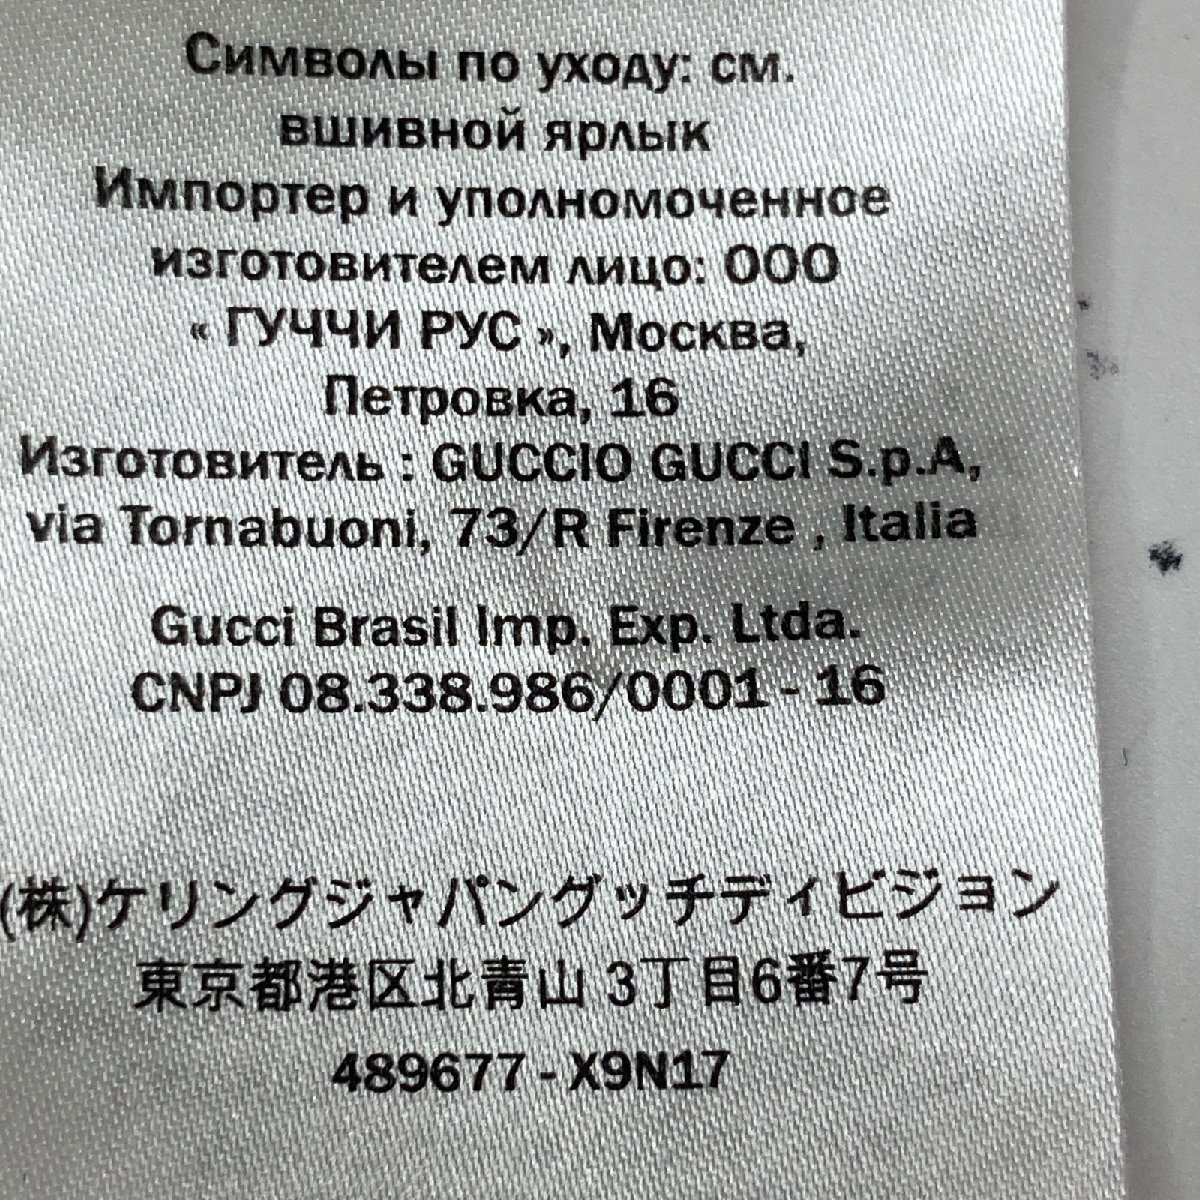 Символы по уходу: см.
вшивной ярлык
Импортер и уполномоченное
изготовителем лицо: ООО
« ГУЧЧИ РУС », Москва,
Петровка, 16
Изготовитель : GUCCIO GUCCI S.p.A,
via Tornabuoni, 73/R Firenze , Italia
Gucci Brasil Imp. Exp. Ltda.
CNPJ 08.338.986/0001 - 16
(株)ケリングジャパングッチディビジョン
東京都港区北青山 3丁目6番7号
489677 - X9N17